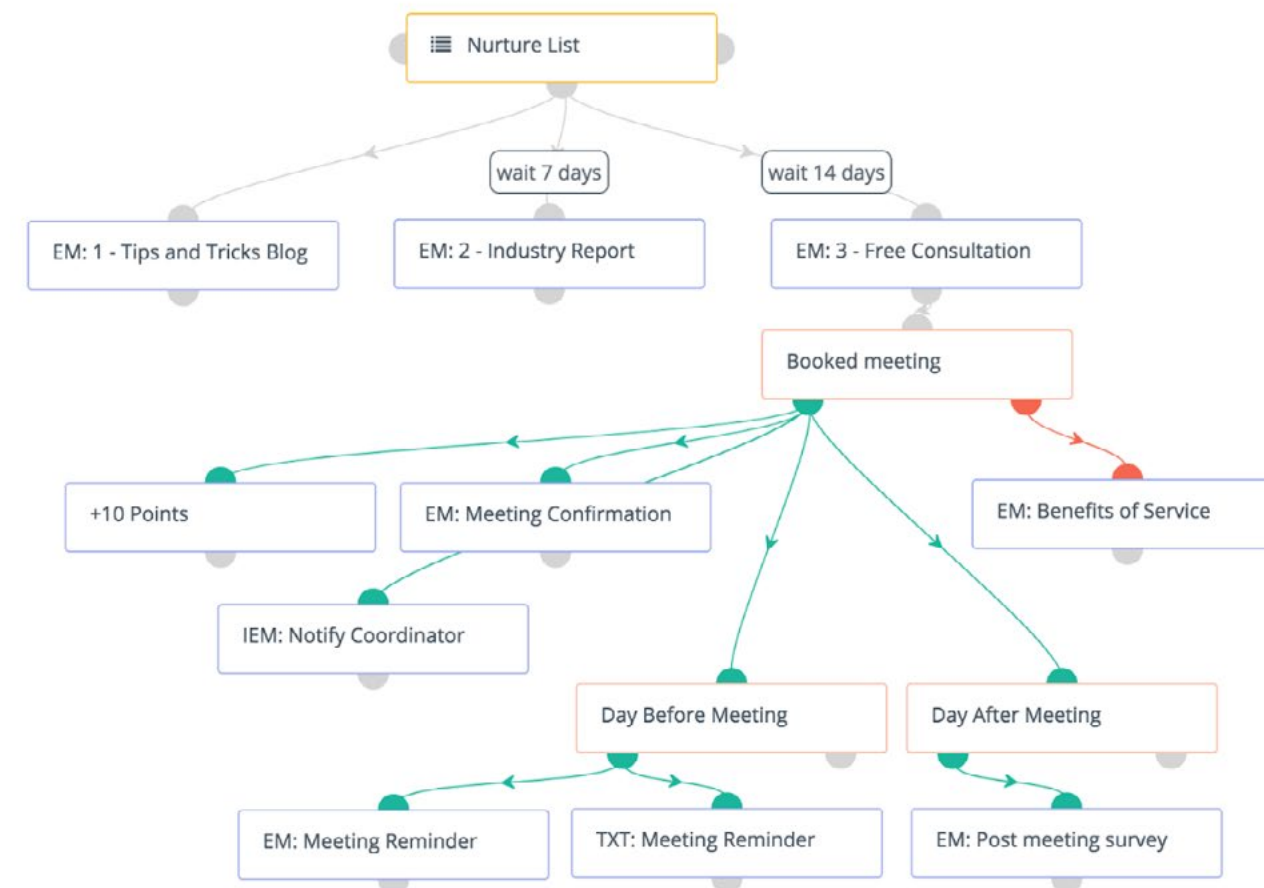 Nurture List
wait 7 days
wait 14 days
EM: 1 - Tips and Tricks Blog
EM: 2 - Industry Report
EM: 3 - Free Consultation
Booked meeting
+10 Points
EM: Meeting Confirmation
EM: Benefits of Service
IEM: Notify Coordinator
Day Before Meeting
Day After Meeting
EM: Meeting Reminder
TXT: Meeting Reminder
EM: Post meeting survey